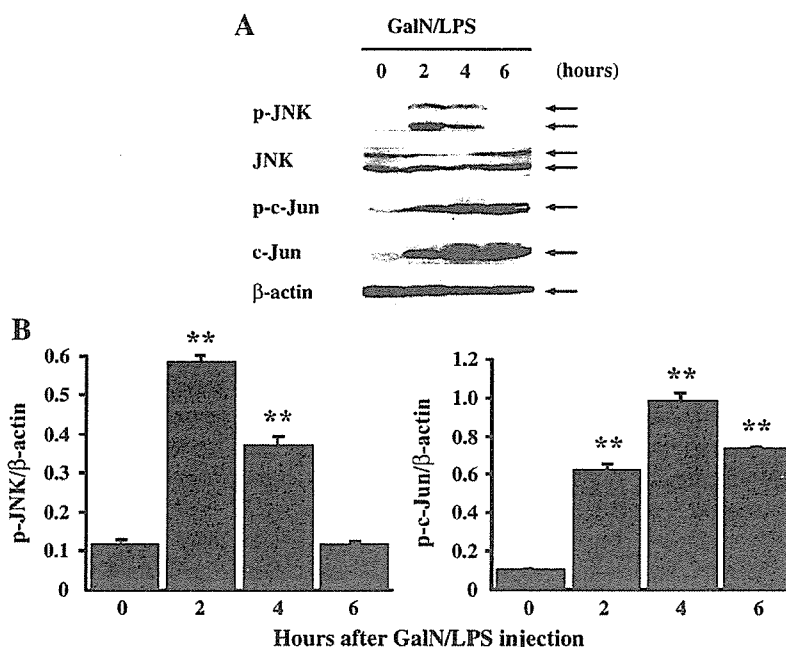 A
GalN/LPS
0 2 4 6 (hours)
p-JNK
JNK
p-c-Jun
c-Jun
β-actin
B
p-JNK/β-actin
0.6
0.5
0.4
0.3
0.2
0.1
0
**
**
0 2 4 6
p-c-Jun/β-actin
1.2
1.0
0.8
0.6
0.4
0.2
0
**
**
**
0 2 4 6
Hours after GalN/LPS injection